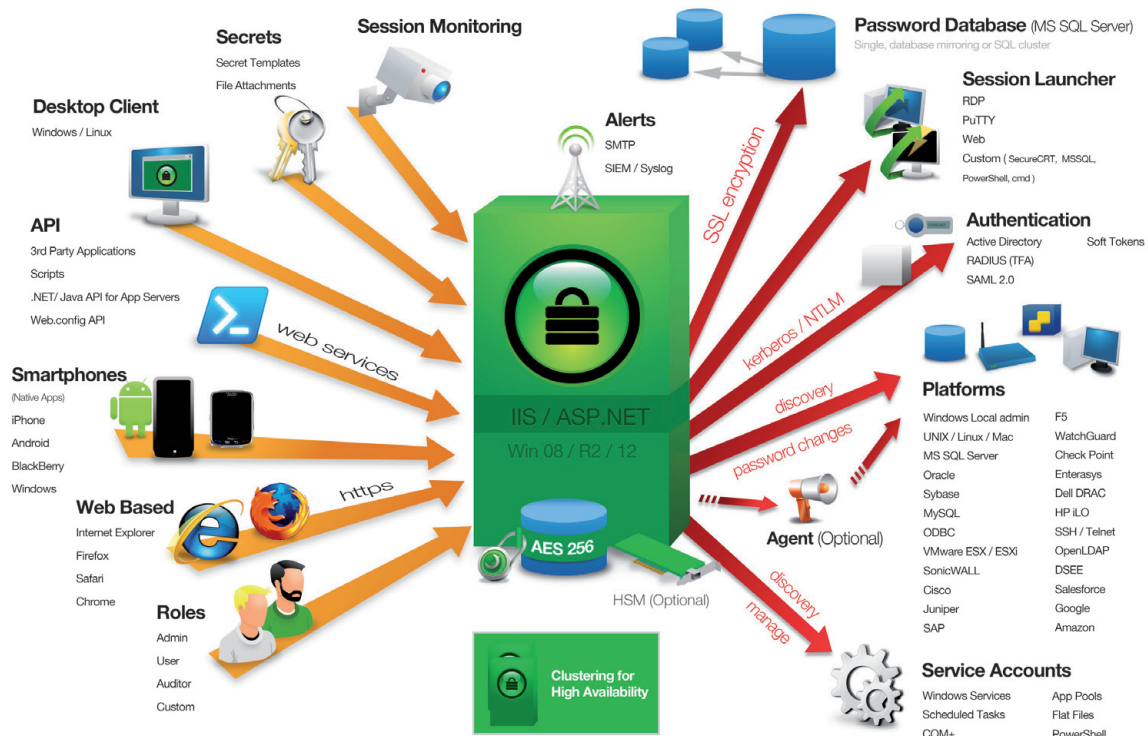 Session Monitoring
Secrets
Secret Templates
File Attachments
Desktop Client
Windows / Linux
API
3rd Party Applications
Scripts
.NET/ Java API for App Servers
Web.config API
web services
Smartphones
(Native Apps)
iPhone
Android
BlackBerry
Windows
Web Based
Internet Explorer
Firefox
Safari
Chrome
https
Roles
Admin
User
Auditor
Custom
Alerts
SMTP
SIEM / Syslog
IIS / ASP.NET
Win 08 / R2 / 12
AES 256
HSM (Optional)
Clustering for
High Availability
Password Database (MS SQL Server)
Single, database mirroring or SQL cluster
SSL encryption
Session Launcher
RDP
PuTTY
Web
Custom ( SecureCRT, MSSQL,
PowerShell, cmd )
Authentication
Active Directory
Soft Tokens
RADIUS (TFA)
SAML 2.0
kerberos / NTLM
discovery
password changes
Agent (Optional)
Platforms
Windows Local admin
UNIX / Linux / Mac
MS SQL Server
Oracle
Sybase
MySQL
ODBC
VMware ESX / ESXi
SonicWALL
Cisco
Juniper
SAP
F5
WatchGuard
Check Point
Enterasys
Dell DRAC
HP iLO
SSH / Telnet
OpenLDAP
DSEE
Salesforce
Google
Amazon
discovery
manage
Service Accounts
Windows Services
Scheduled Tasks
COM+
App Pools
Flat Files
PowerShell